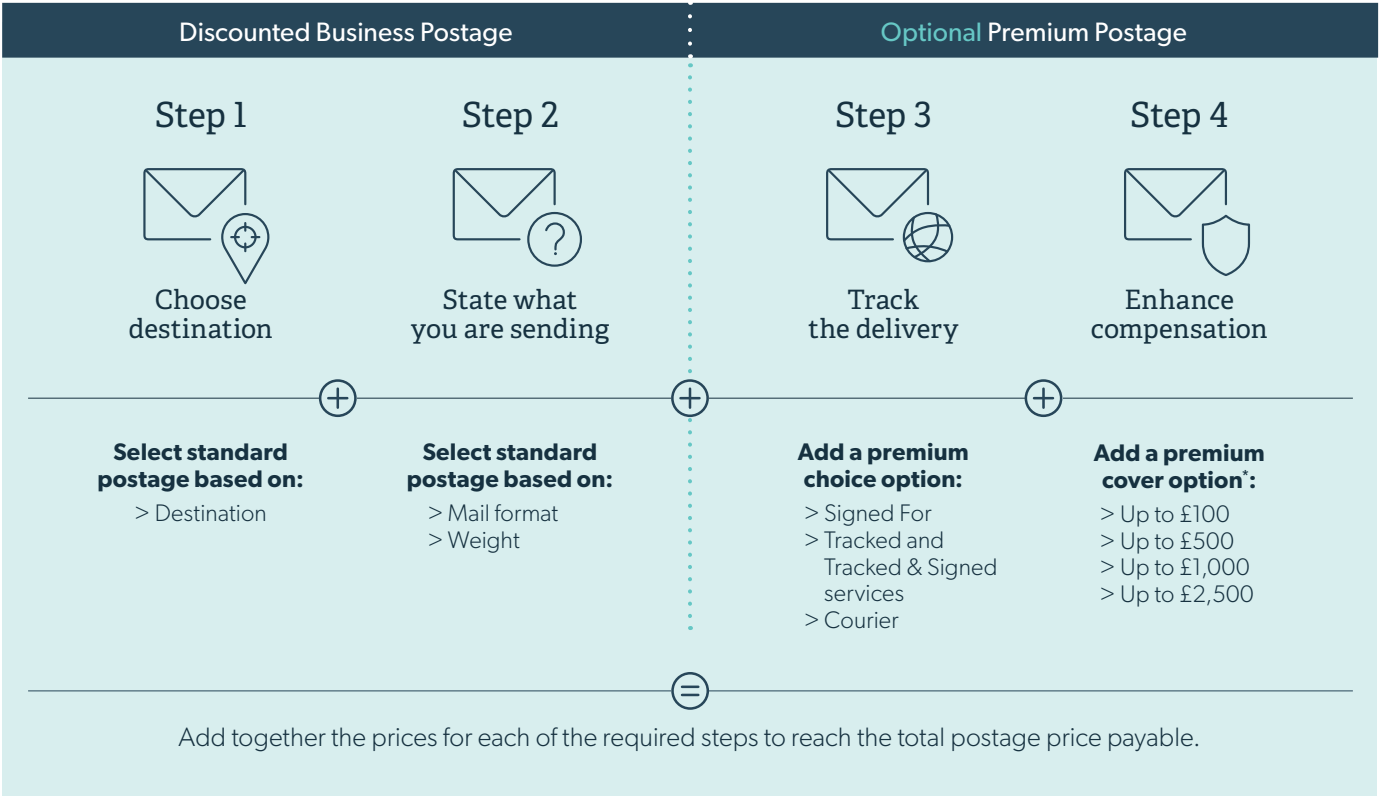 Discounted Business Postage
Optional Premium Postage
Step 1
Step 2
Step 3
Step 4
?
Choose
destination
State what
you are sending
Track
the delivery
Enhance
compensation
Select standard
postage based on:
> Destination
Select standard
postage based on:
> Mail format
> Weight
Add a premium
choice option:
> Signed For
> Tracked and
Tracked & Signed
services
> Courier
Add a premium
cover option*:
> Up to £100
> Up to £500
> Up to £1,000
> Up to £2,500
Add together the prices for each of the required steps to reach the total postage price payable.